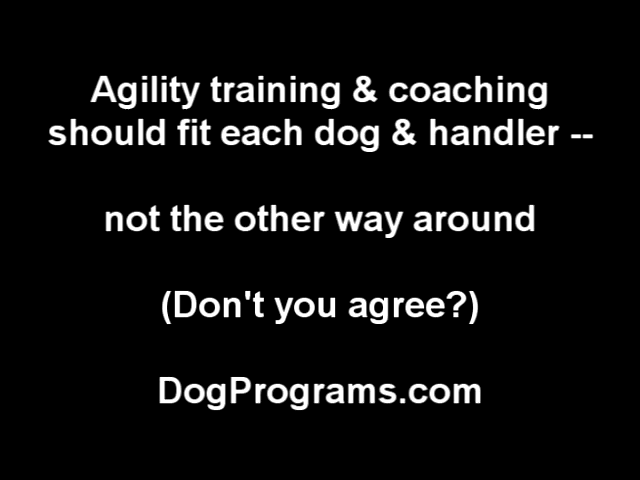 Agility training & coaching
should fit each dog & handler --
not the other way around
(Don't you agree?)
DogPrograms.com